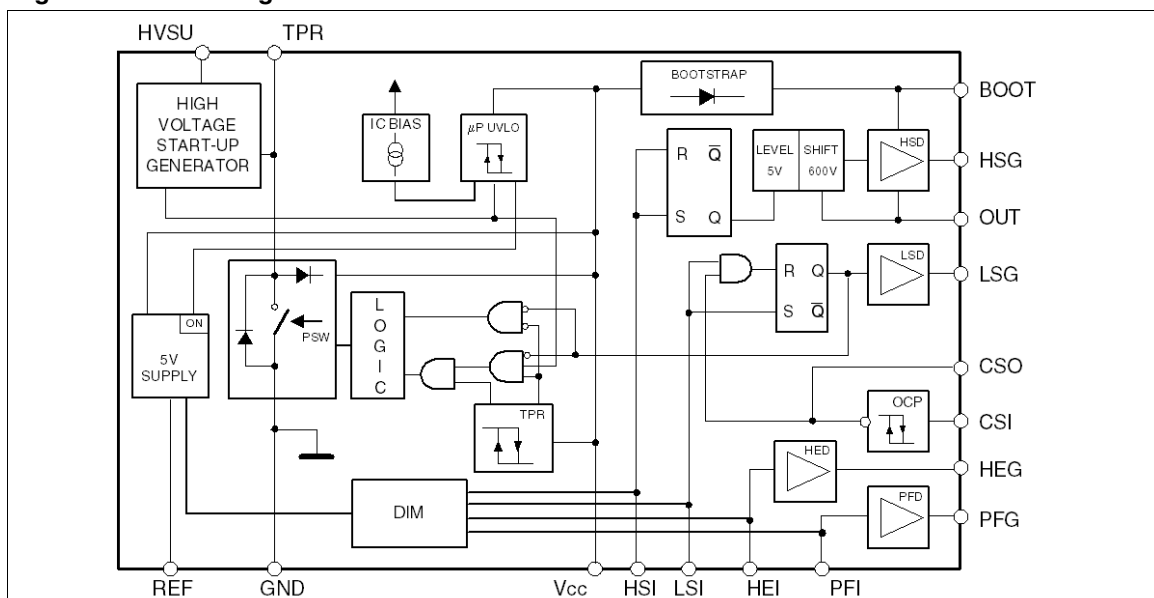 HVSU
TPR
HIGH
VOLTAGE
START-UP
GENERATOR
IC BIAS
µP UVLO
BOOTSTRAP
BOOT
R Q̅
S Q
LEVEL SHIFT
5V 600V
HSD
HSG
OUT
R Q
S Q̅
LSD
LSG
ON
5V
SUPPLY
PSW
LOGIC
TPR
CSO
OCP
CSI
HED
HEG
PFD
PFG
DIM
REF
GND
Vcc
HSI
LSI
HEI
PFI